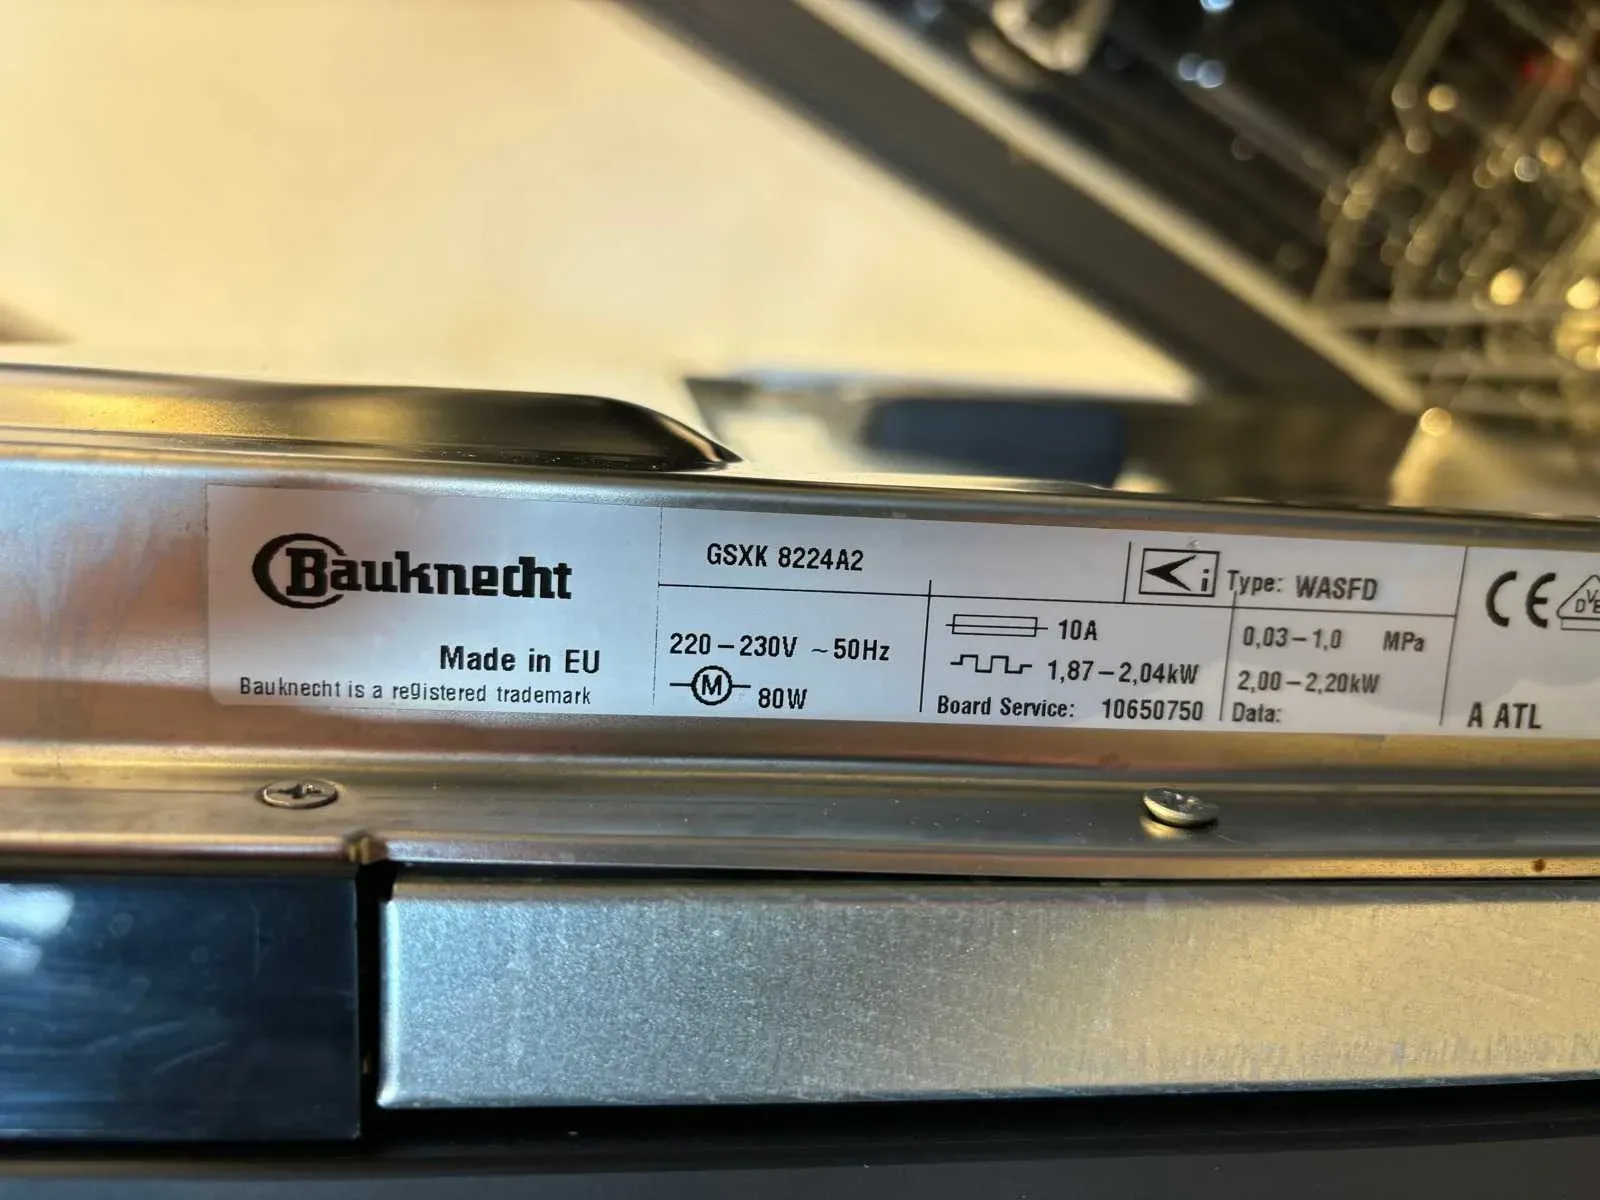 Bauknecht
Made in EU
Bauknecht is a registered trademark
GSXK 8224A2
220-230V ~50Hz
M 80W
10A
1,87-2,04kW
Board Service: 10650750
i Type: WASFD
0,03-1,0 MPa
2,00-2,20kW
Data:
CE
A ATL